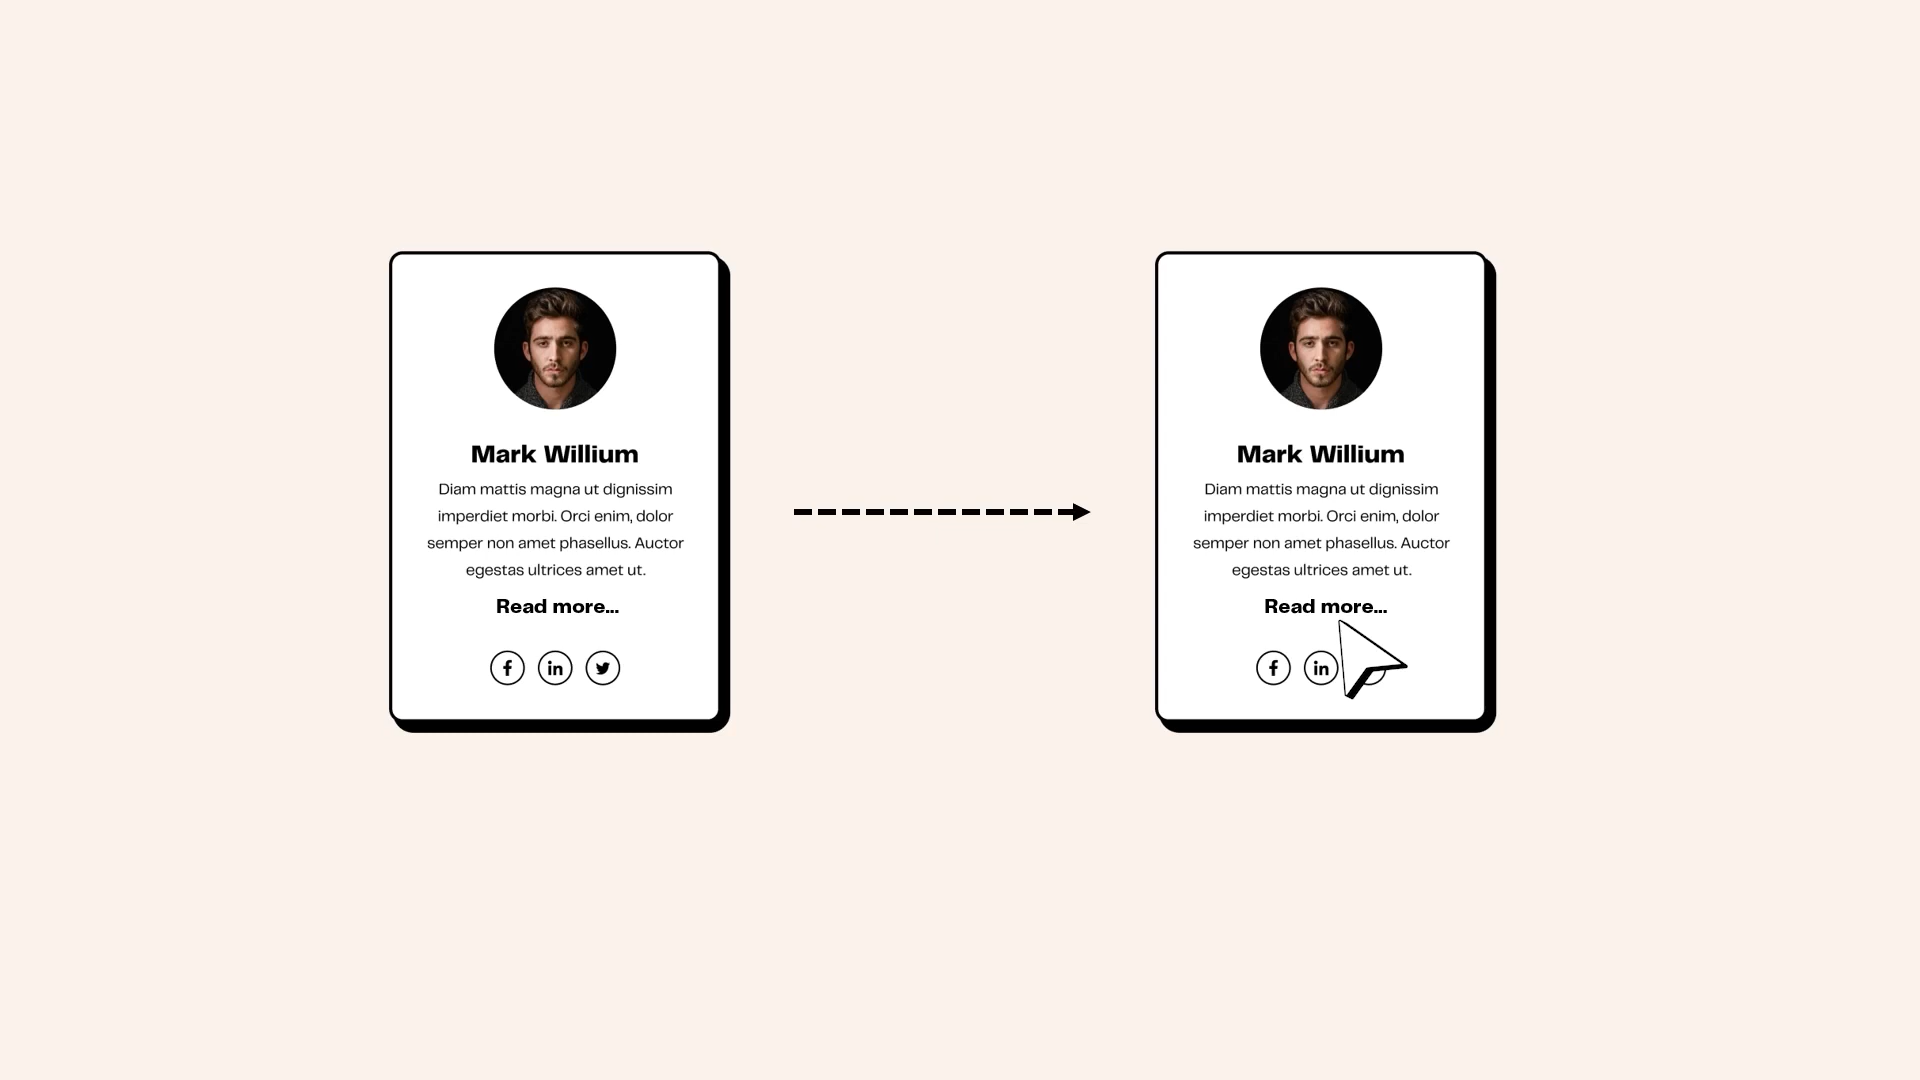 Mark Willium
Diam mattis magna ut dignissim
imperdiet morbi. Orci enim, dolor
semper non amet phasellus. Auctor
egestas ultrices amet ut.
Read more...
f in
Mark Willium
Diam mattis magna ut dignissim
imperdiet morbi. Orci enim, dolor
semper non amet phasellus. Auctor
egestas ultrices amet ut.
Read more...
f in